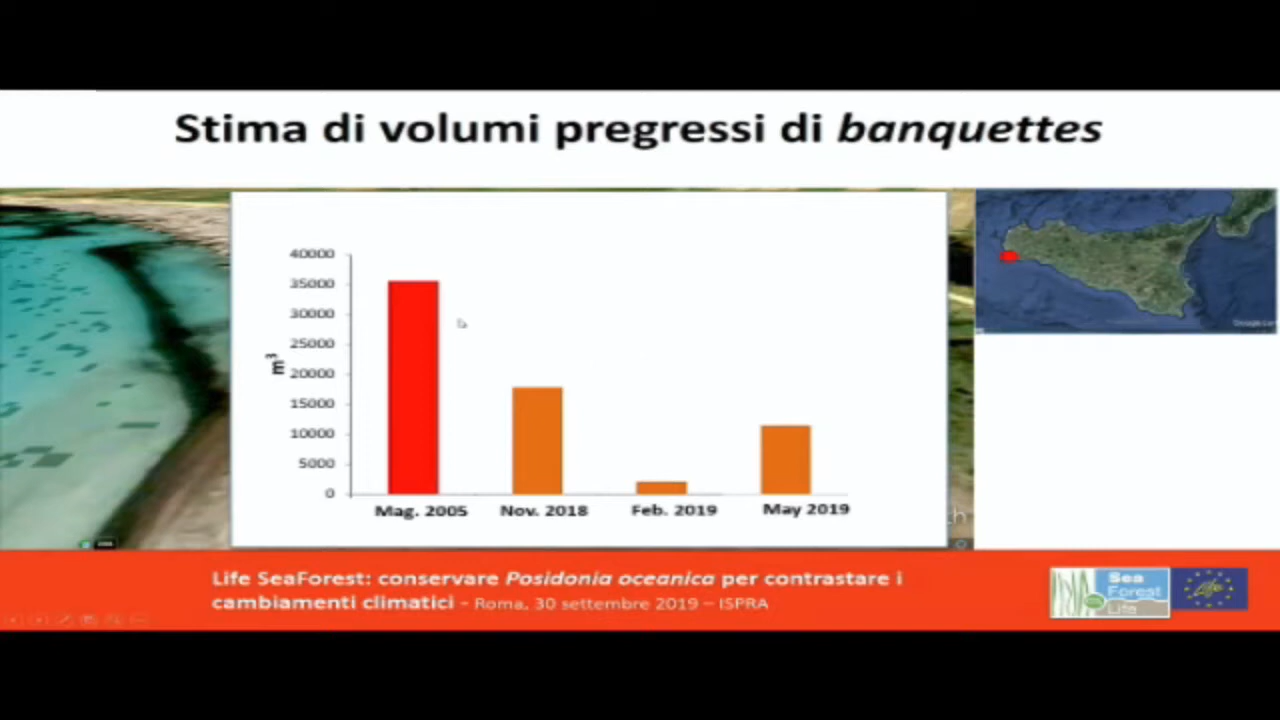 Stima di volumi pregressi di banquettes
40000
35000
30000
25000
20000
15000
10000
5000
0
m³
Mag. 2005 Nov. 2018 Feb. 2019 May 2019
Life SeaForest: conservare Posidonia oceanica per contrastare i
cambiamenti climatici - Roma, 30 settembre 2019 – ISPRA
Sea
Forest
Life